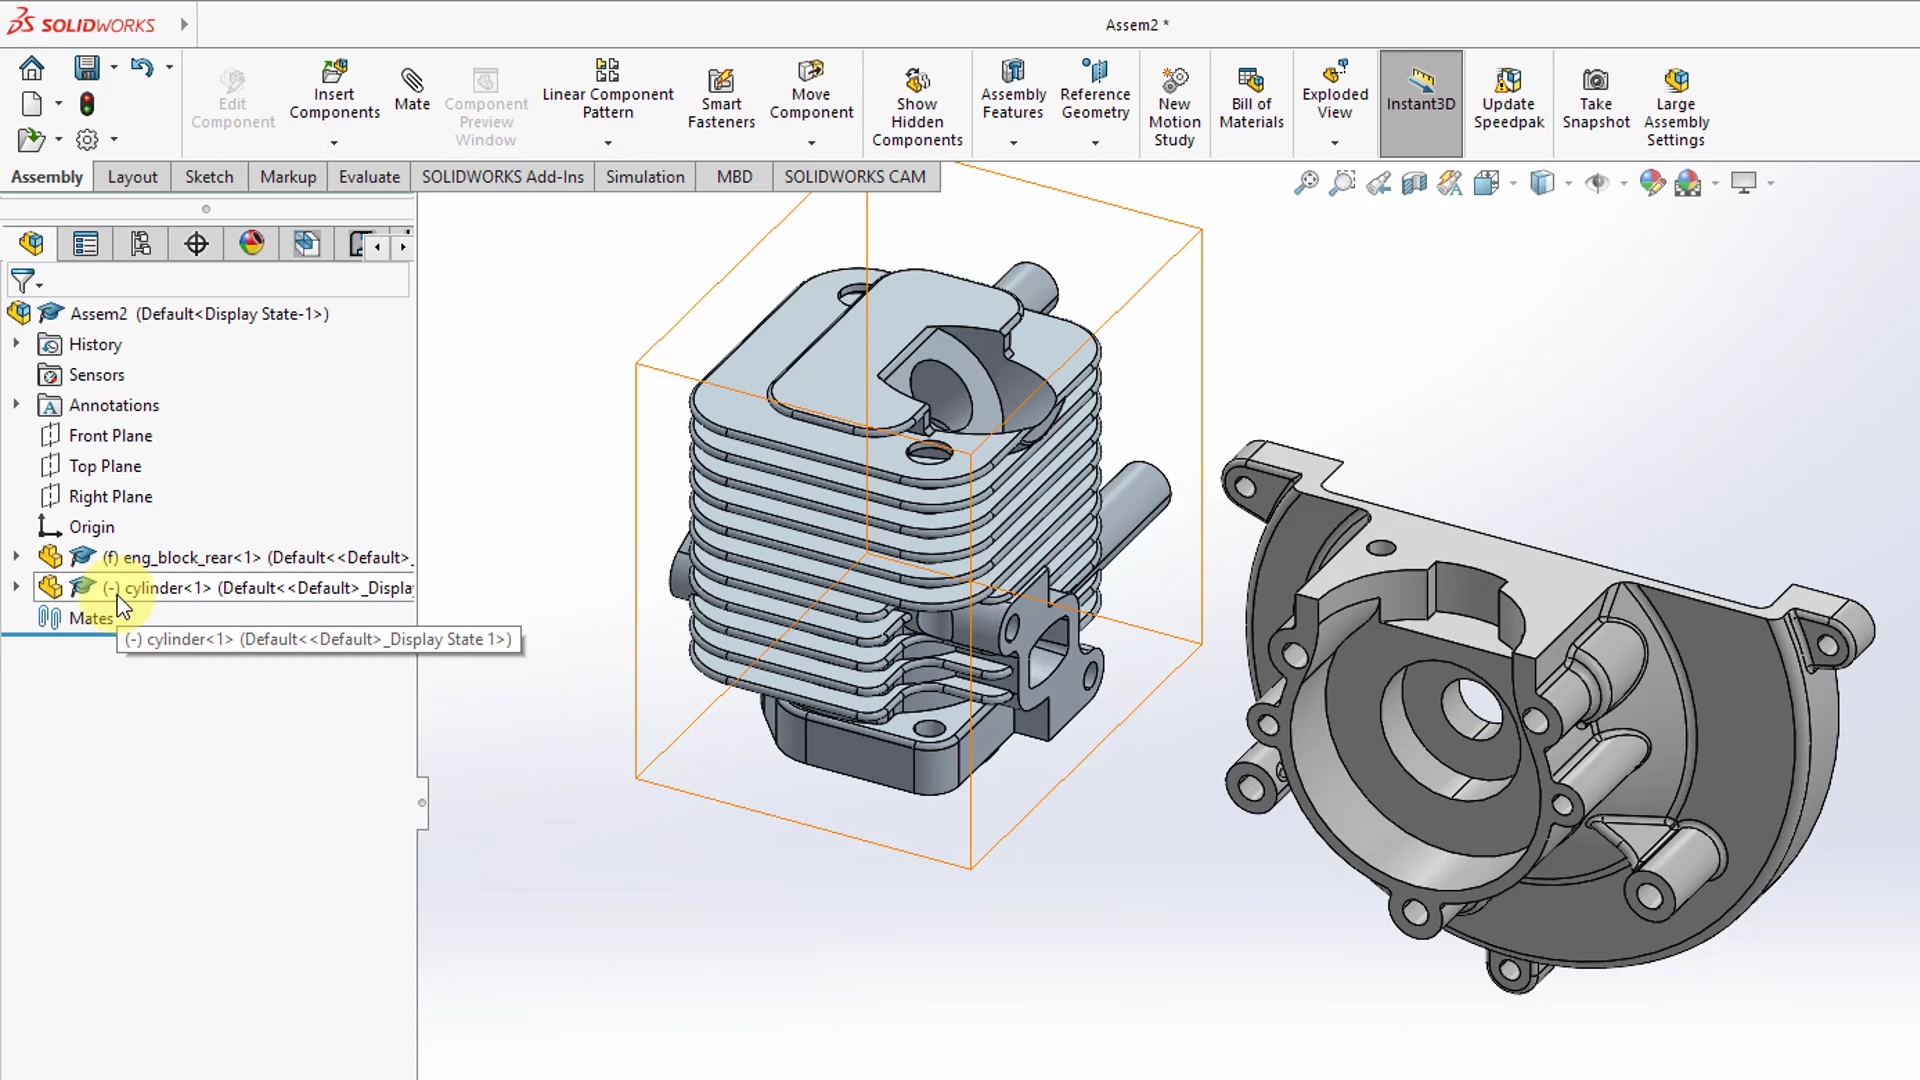 SOLIDWORKS
Assem2 *
Edit
Component
Insert
Components
Mate
Component
Preview
Window
Linear Component
Pattern
Smart
Fasteners
Move
Component
Show
Hidden
Components
Assembly
Features
Reference
Geometry
New
Motion
Study
Bill of
Materials
Exploded
View
Instant3D
Update
Speedpak
Take
Snapshot
Large
Assembly
Settings
Assembly
Layout
Sketch
Markup
Evaluate
SOLIDWORKS Add-Ins
Simulation
MBD
SOLIDWORKS CAM
Assem2 (Default<Display State-1>)
History
Sensors
Annotations
Front Plane
Top Plane
Right Plane
Origin
(f) eng_block_rear<1> (Default<<Default>_
(-) cylinder<1> (Default<<Default>_Displa
Mates
(-) cylinder<1> (Default<<Default>_Display State 1>)